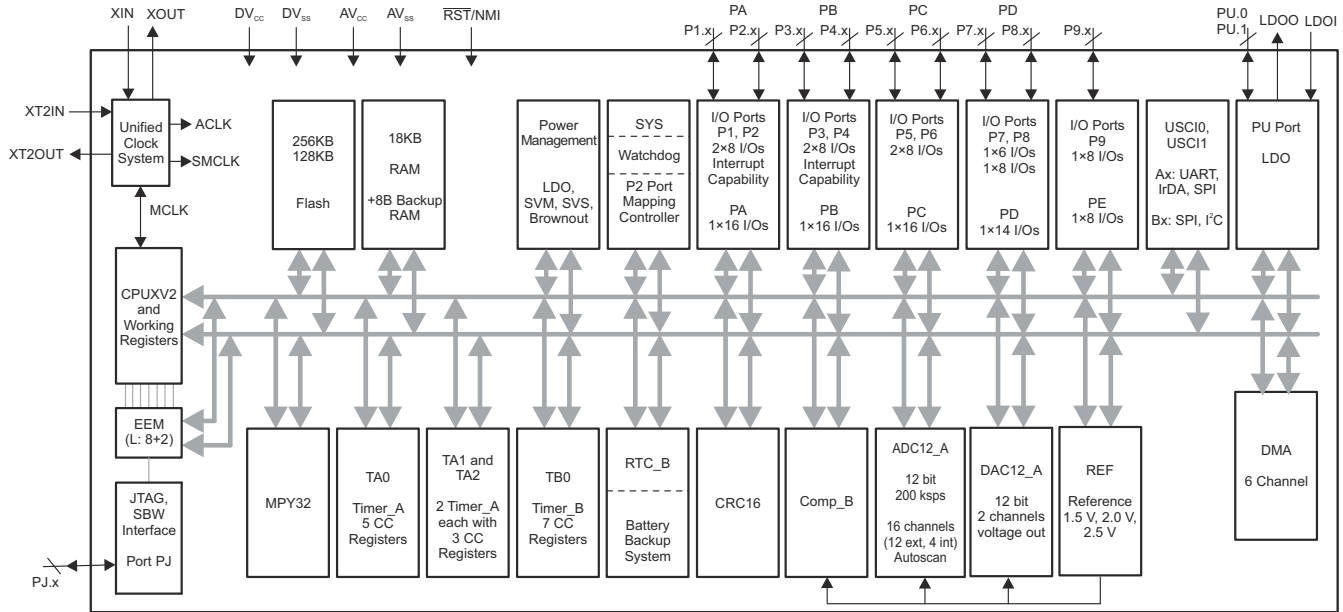 XIN
XOUT
DVCC
DVSS
AVCC
AVSS
RST/NMI
PA
P1.x
P2.x
PB
P3.x
P4.x
PC
P5.x
P6.x
PD
P7.x
P8.x
P9.x
PU.0
PU.1
LDOO
LDOI
XT2IN
XT2OUT
Unified
Clock
System
ACLK
SMCLK
MCLK
256KB
128KB
Flash
18KB
RAM
+8B Backup
RAM
Power
Management
LDO,
SVM, SVS,
Brownout
SYS
Watchdog
P2 Port
Mapping
Controller
I/O Ports
P1, P2
2×8 I/Os
Interrupt
Capability
PA
1×16 I/Os
I/O Ports
P3, P4
2×8 I/Os
Interrupt
Capability
PB
1×16 I/Os
I/O Ports
P5, P6
2×8 I/Os
PC
1×16 I/Os
I/O Ports
P7, P8
1×6 I/Os
1×8 I/Os
PD
1×14 I/Os
I/O Ports
P9
1×8 I/Os
PE
1×8 I/Os
USCI0,
USCI1
Ax: UART,
IrDA, SPI
Bx: SPI, I²C
PU Port
LDO
CPUXV2
and
Working
Registers
EEM
(L: 8+2)
JTAG,
SBW
Interface
Port PJ
PJ.x
MPY32
TA0
Timer_A
5 CC
Registers
TA1 and
TA2
2 Timer_A
each with
3 CC
Registers
TB0
Timer_B
7 CC
Registers
RTC_B
Battery
Backup
System
CRC16
Comp_B
ADC12_A
12 bit
200 ksps
16 channels
(12 ext, 4 int)
Autoscan
DAC12_A
12 bit
2 channels
voltage out
REF
Reference
1.5 V, 2.0 V,
2.5 V
DMA
6 Channel